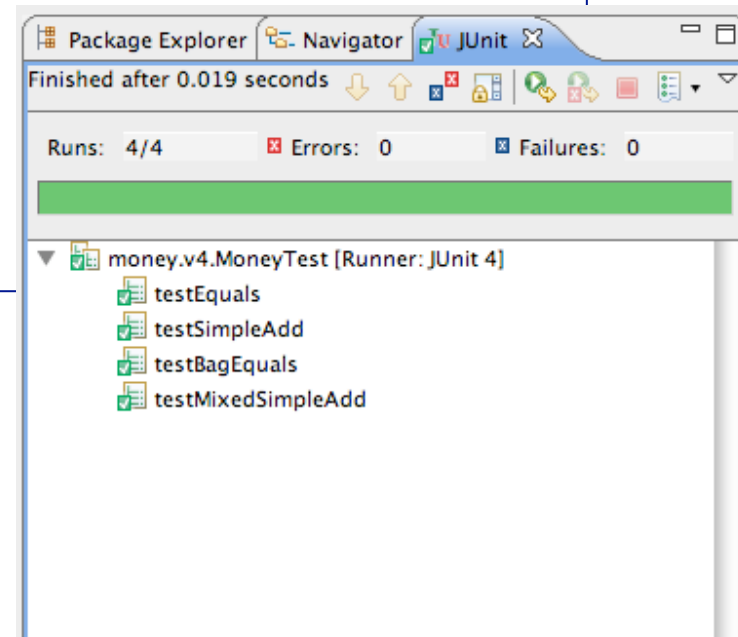 Package Explorer Navigator JUnit
Finished after 0.019 seconds
Runs: 4/4 Errors: 0 Failures: 0
money.v4.MoneyTest [Runner: JUnit 4]
testEquals
testSimpleAdd
testBagEquals
testMixedSimpleAdd